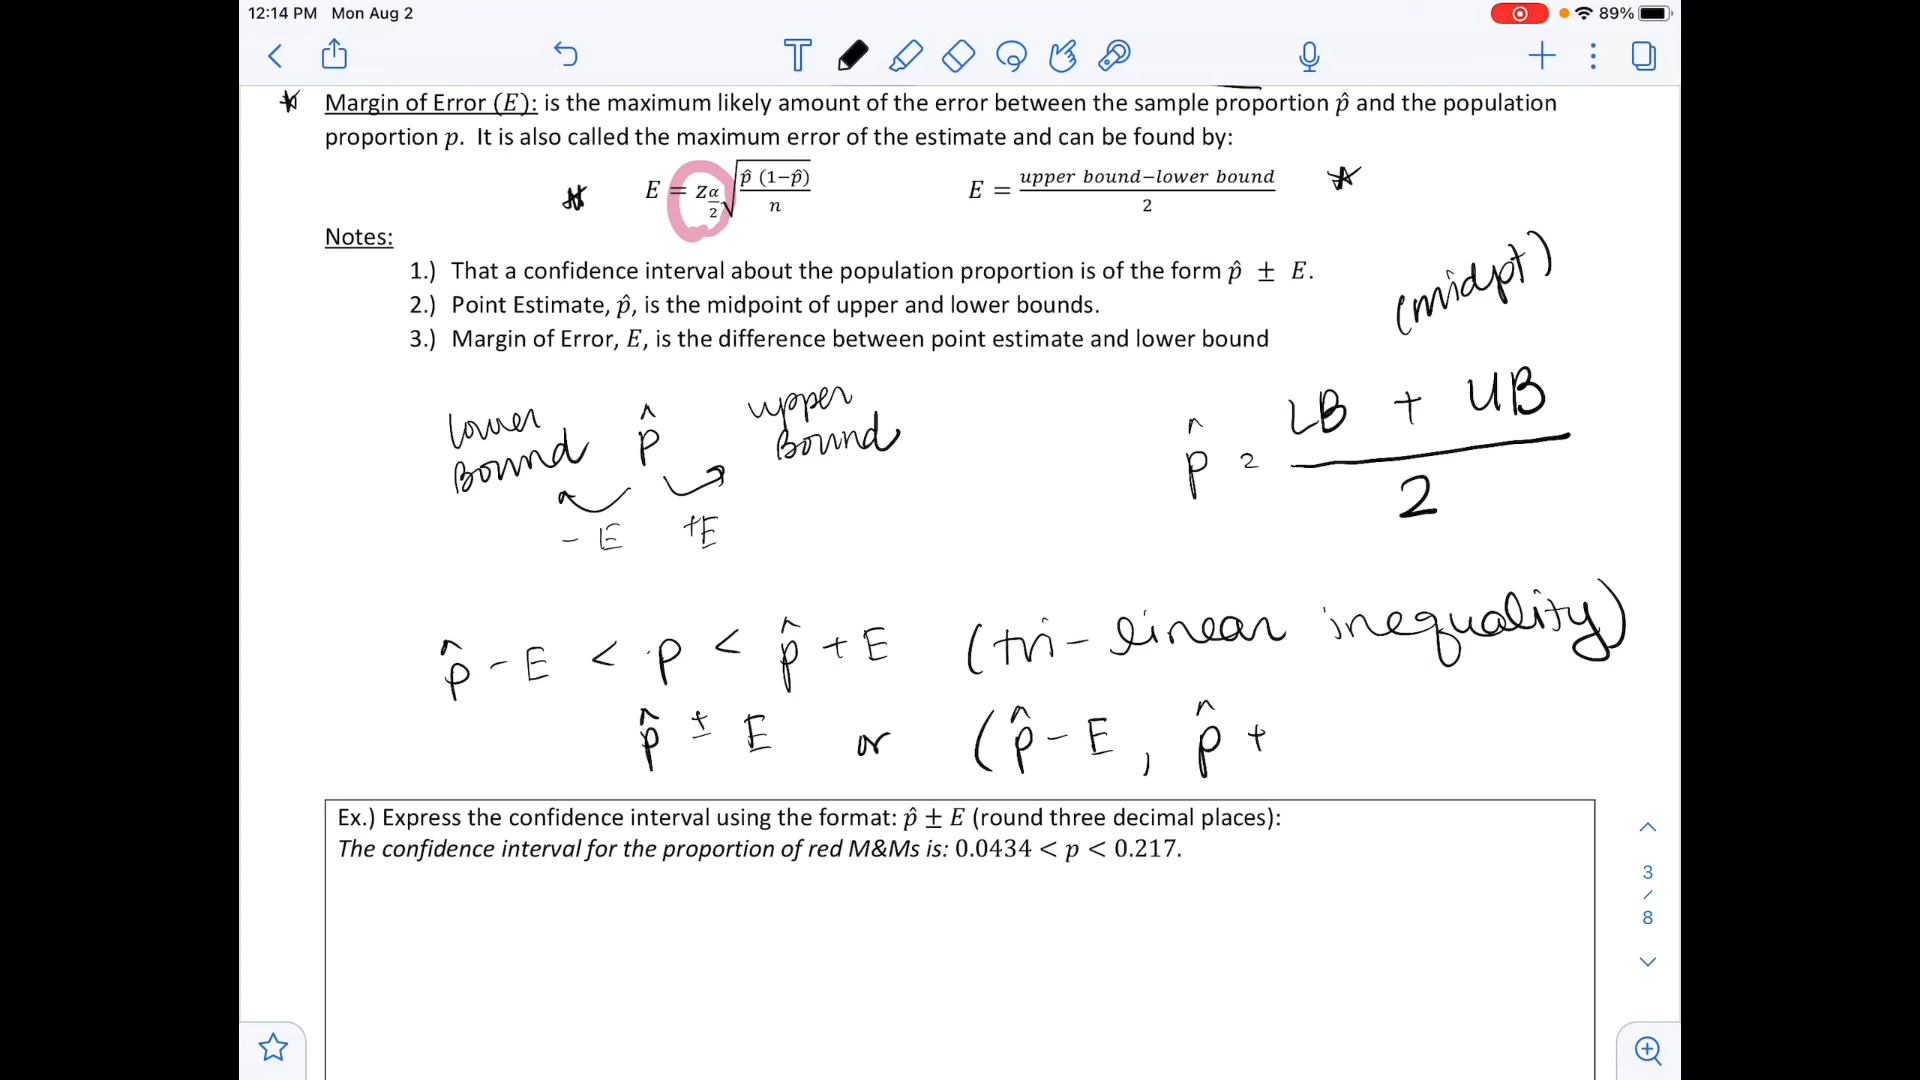 12:14 PM Mon Aug 2
89%
Margin of Error (E): is the maximum likely amount of the error between the sample proportion p̂ and the population
proportion p. It is also called the maximum error of the estimate and can be found by:
E = z_(α/2) √(p̂ (1−p̂)/n)
E = (upper bound−lower bound)/2
Notes:
1.) That a confidence interval about the population proportion is of the form p̂ ± E.
2.) Point Estimate, p̂, is the midpoint of upper and lower bounds.
3.) Margin of Error, E, is the difference between point estimate and lower bound
(midpt)
lower Bound
p̂
upper Bound
- E +E
p̂ = (LB + UB)/2
p̂ - E < p < p̂ + E (tri-linear inequality)
p̂ ± E or (p̂ - E, p̂ +
Ex.) Express the confidence interval using the format: p̂ ± E (round three decimal places):
The confidence interval for the proportion of red M&Ms is: 0.0434 < p < 0.217.
3
/
8